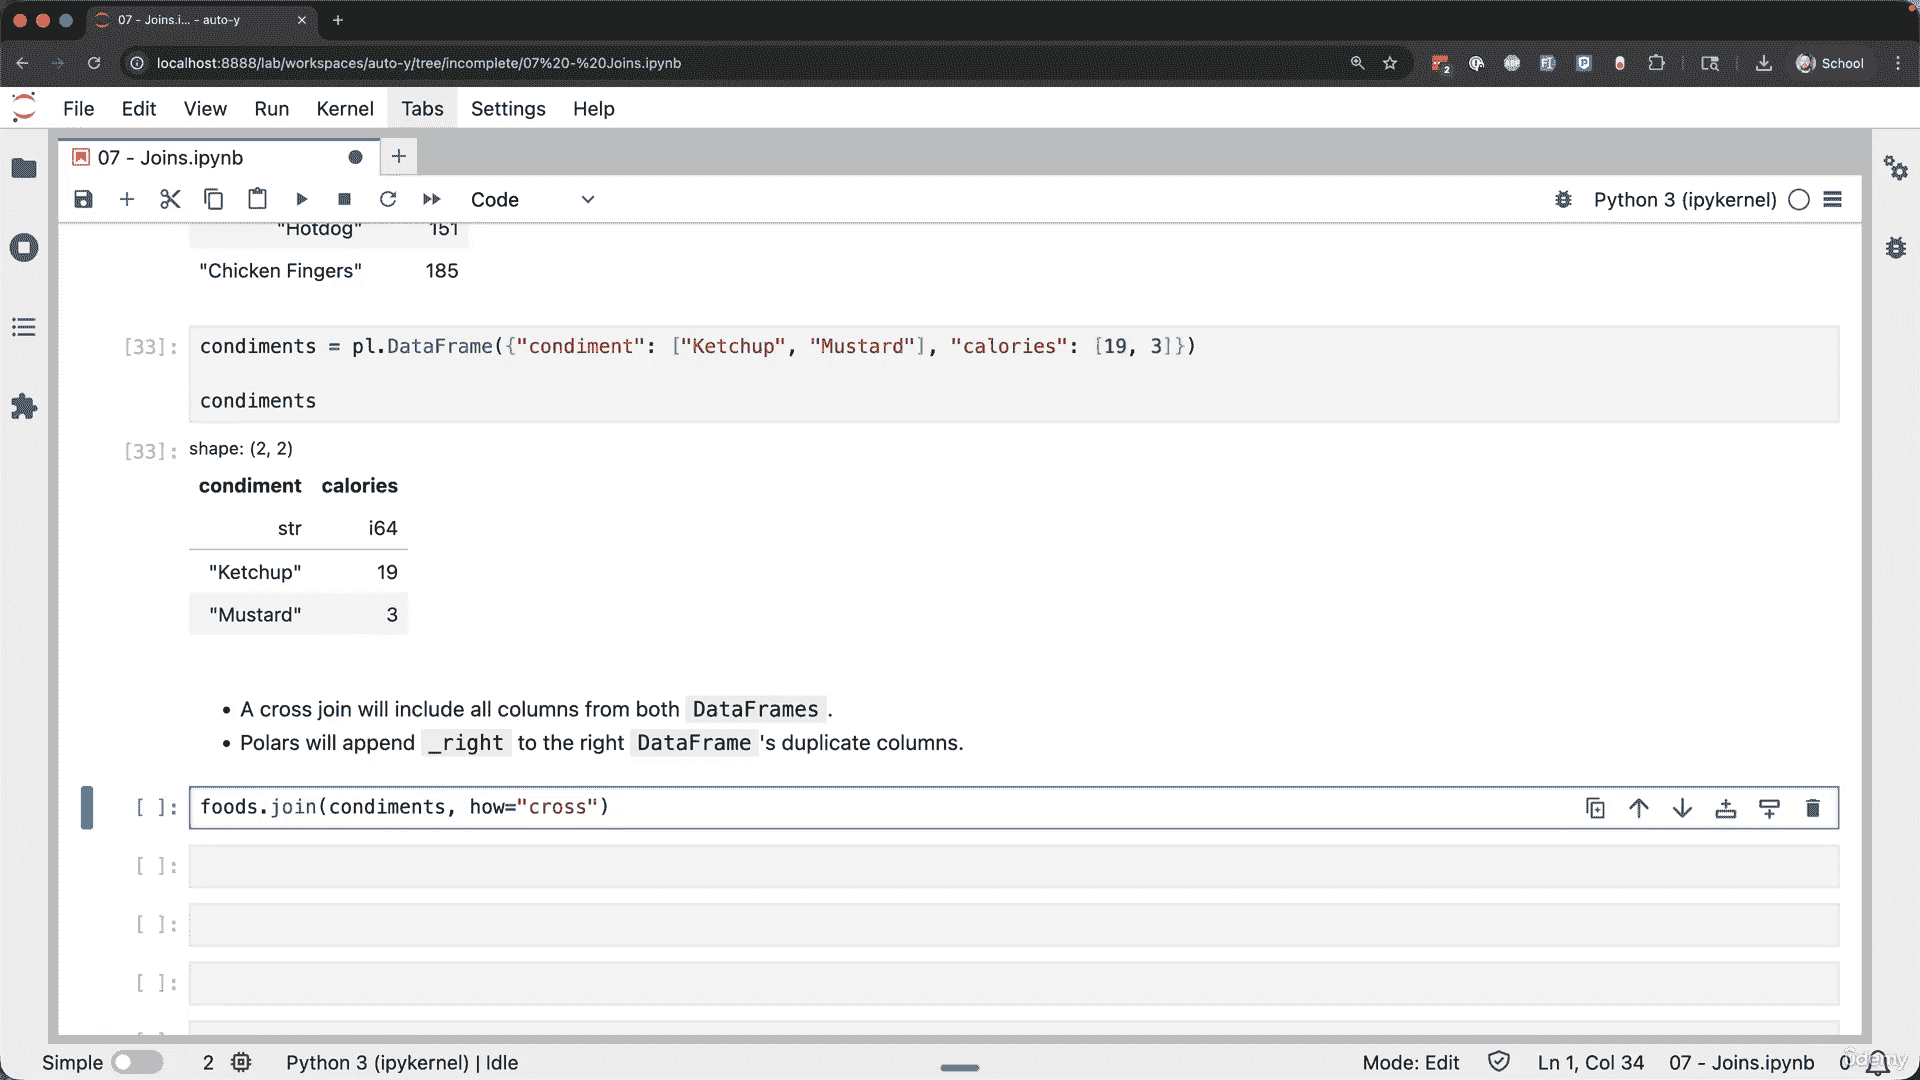 07 - Joins.i... - auto-y
localhost:8888/lab/workspaces/auto-y/tree/incomplete/07%20-%20Joins.ipynb
2
ABP
School
File Edit View Run Kernel Tabs Settings Help
07 - Joins.ipynb
Code
Python 3 (ipykernel)
"Hotdog" 151
"Chicken Fingers" 185
[33]: condiments = pl.DataFrame({"condiment": ["Ketchup", "Mustard"], "calories": [19, 3]})
condiments
[33]: shape: (2, 2)
condiment calories
str i64
"Ketchup" 19
"Mustard" 3
• A cross join will include all columns from both DataFrames .
• Polars will append _right to the right DataFrame 's duplicate columns.
[ ]: foods.join(condiments, how="cross")
[ ]:
[ ]:
[ ]:
Simple 2 Python 3 (ipykernel) | Idle Mode: Edit Ln 1, Col 34 07 - Joins.ipynb 0